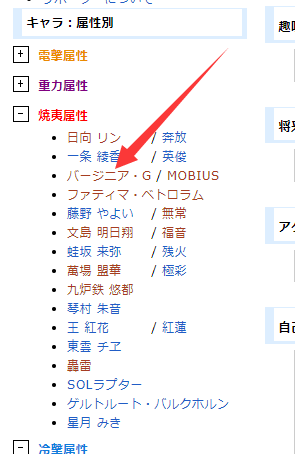 キャラ：属性別
趣
電撃属性
重力属性
焼夷属性
日向 リン / 奔放
一条 綾香 / 英俊
将来
バージニア・G / MOBIUS
ファティマ・ベトロラム
藤野 やよい / 無常
ア
文島 明日翔 / 福音
蛙坂 来弥 / 残火
萬場 盟華 / 極彩
九炉鉄 悠都
琴村 朱音
自己
王 紅花 / 紅蓮
東雲 チヱ
轟雷
SOLラプター
ゲルトルート・バルクホルン
星月 みき
冷撃属性